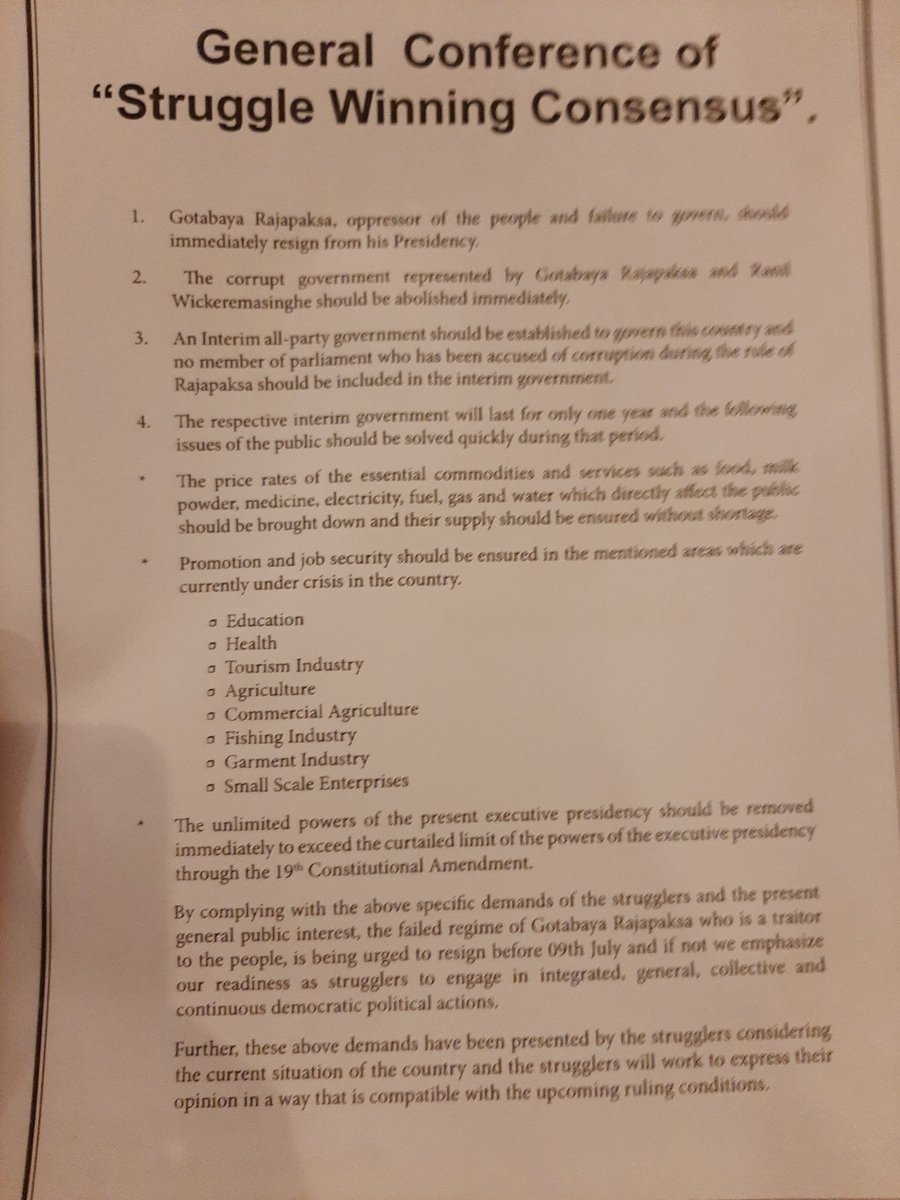 General Conference of
“Struggle Winning Consensus”.
1. Gotabaya Rajapaksa, oppressor of the people and failure to govern, should
immediately resign from his Presidency.
2. The corrupt government represented by Gotabaya Rajapaksa and Ranil
Wickeremasinghe should be abolished immediately.
3. An Interim all-party government should be established to govern this country and
no member of parliament who has been accused of corruption during the rule of
Rajapaksa should be included in the interim government.
4. The respective interim government will last for only one year and the following
issues of the public should be solved quickly during that period.
* The price rates of the essential commodities and services such as food, milk
powder, medicine, electricity, fuel, gas and water which directly affect the public
should be brought down and their supply should be ensured without shortage.
* Promotion and job security should be ensured in the mentioned areas which are
currently under crisis in the country.
Education
Health
Tourism Industry
Agriculture
Commercial Agriculture
Fishing Industry
Garment Industry
Small Scale Enterprises
* The unlimited powers of the present executive presidency should be removed
immediately to exceed the curtailed limit of the powers of the executive presidency
through the 19th Constitutional Amendment.
By complying with the above specific demands of the strugglers and the present
general public interest, the failed regime of Gotabaya Rajapaksa who is a traitor
to the people, is being urged to resign before 09th July and if not we emphasize
our readiness as strugglers to engage in integrated, general, collective and
continuous democratic political actions.
Further, these above demands have been presented by the strugglers considering
the current situation of the country and the strugglers will work to express their
opinion in a way that is compatible with the upcoming ruling conditions.